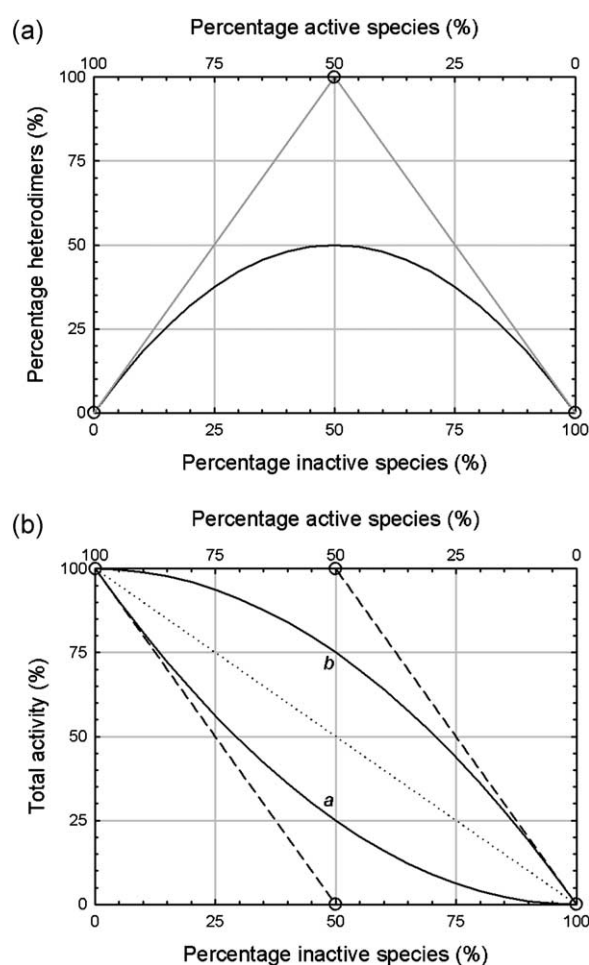 (a)
Percentage active species (%)
100 75 50 25 0
Percentage heterodimers (%)
100
75
50
25
0
0 25 50 75 100
Percentage inactive species (%)
(b)
Percentage active species (%)
100 75 50 25 0
Total activity (%)
100
75
50
25
0
b
a
0 25 50 75 100
Percentage inactive species (%)